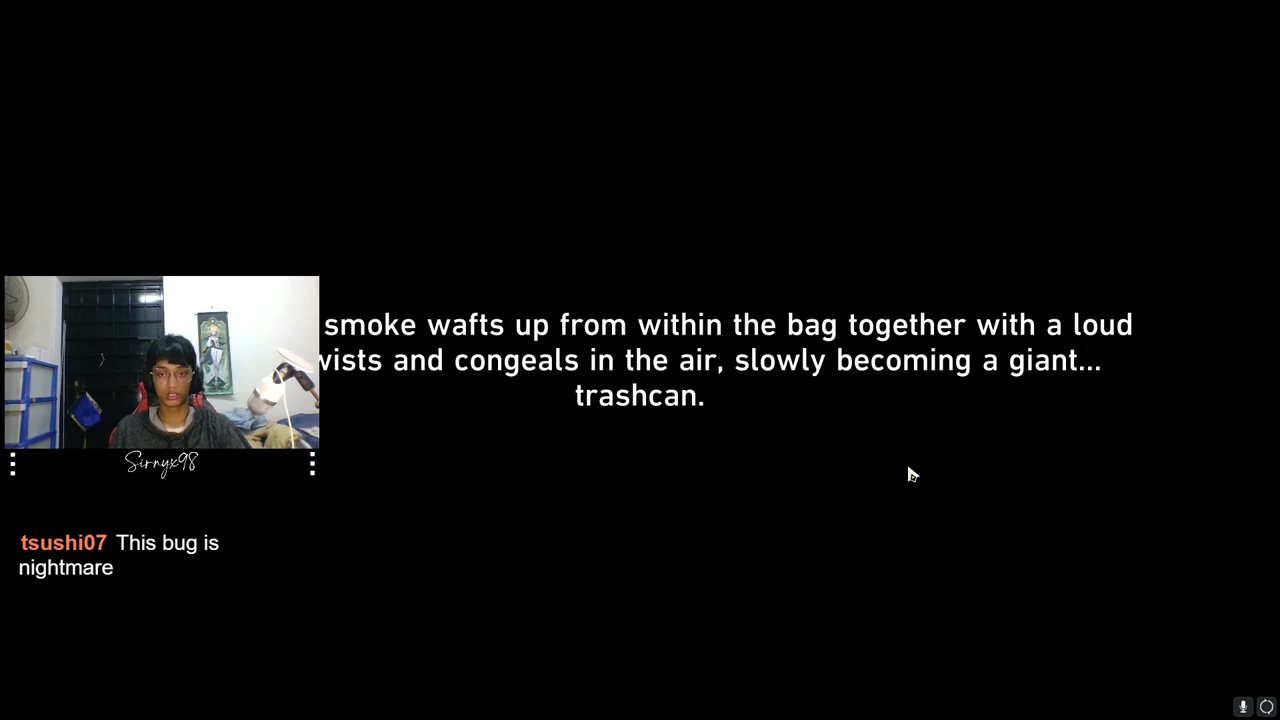 smoke wafts up from within the bag together with a loud
and congeals in the air, slowly becoming a giant...
trashcan.
Sirnyx98
tsushi07 This bug is
nightmare